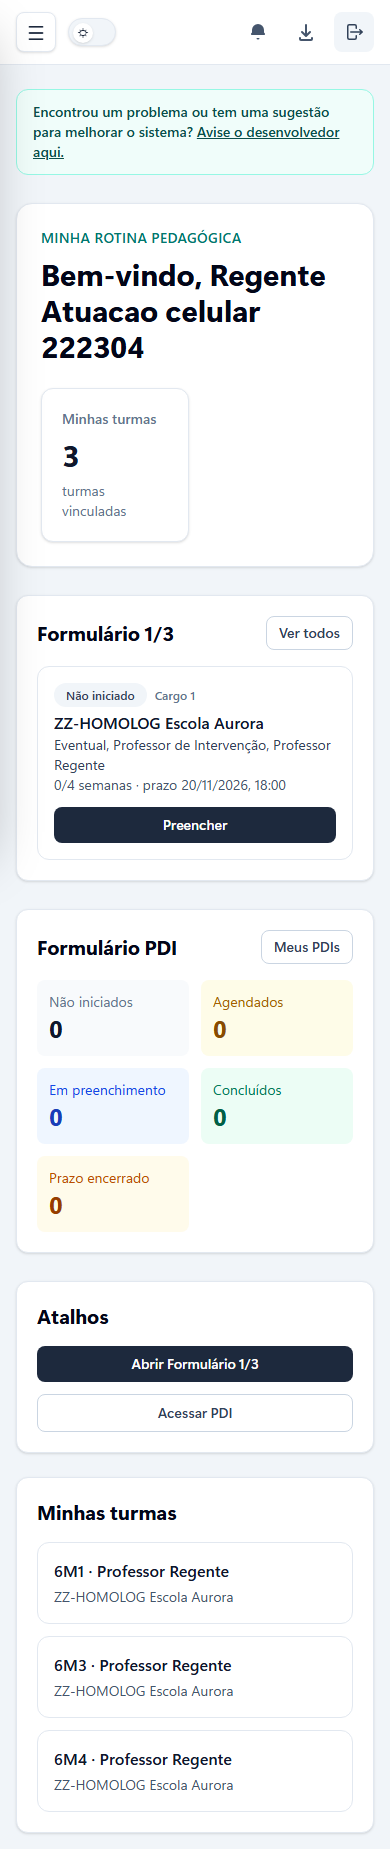 Encontrou um problema ou tem uma sugestão
para melhorar o sistema? Avise o desenvolvedor
aqui.
MINHA ROTINA PEDAGÓGICA
Bem-vindo, Regente
Atuacao celular
222304
Minhas turmas
3
turmas
vinculadas
Formulário 1/3
Ver todos
Não iniciado
Cargo 1
ZZ-HOMOLOG Escola Aurora
Eventual, Professor de Intervenção, Professor
Regente
0/4 semanas · prazo 20/11/2026, 18:00
Preencher
Formulário PDI
Meus PDIs
Não iniciados
0
Agendados
0
Em preenchimento
0
Concluídos
0
Prazo encerrado
0
Atalhos
Abrir Formulário 1/3
Acessar PDI
Minhas turmas
6M1 · Professor Regente
ZZ-HOMOLOG Escola Aurora
6M3 · Professor Regente
ZZ-HOMOLOG Escola Aurora
6M4 · Professor Regente
ZZ-HOMOLOG Escola Aurora